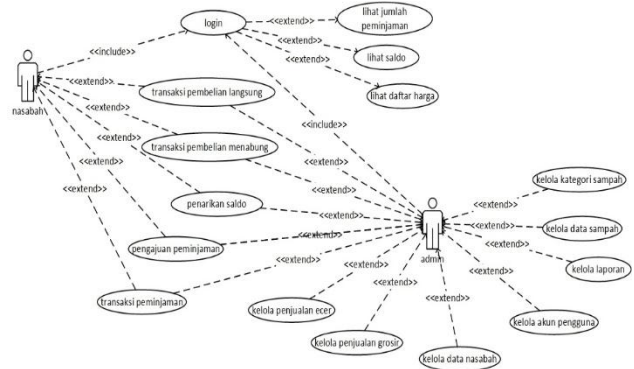 lihat jumlah
peminjaman
login
<<extend>>
<<include>>
<<extend>>
lihat saldo
<<extend>>
lihat daftar harga
nasabah
<<extend>>
transaksi pembelian langsung
<<extend>>
<<include>>
<<extend>>
transaksi pembelian menabung
<<extend>>
<<extend>>
<<extend>>
<<extend>>
kelola kategori sampah
penarikan saldo
<<extend>>
<<extend>>
<<extend>>
kelola data sampah
pengajuan peminjaman
<<extend>>
admin
<<extend>>
kelola laporan
<<extend>>
<<extend>>
<<extend>>
<<extend>>
transaksi peminjaman
<<extend>>
<<extend>>
kelola penjualan ecer
kelola akun pengguna
kelola penjualan grosir
kelola data nasabah